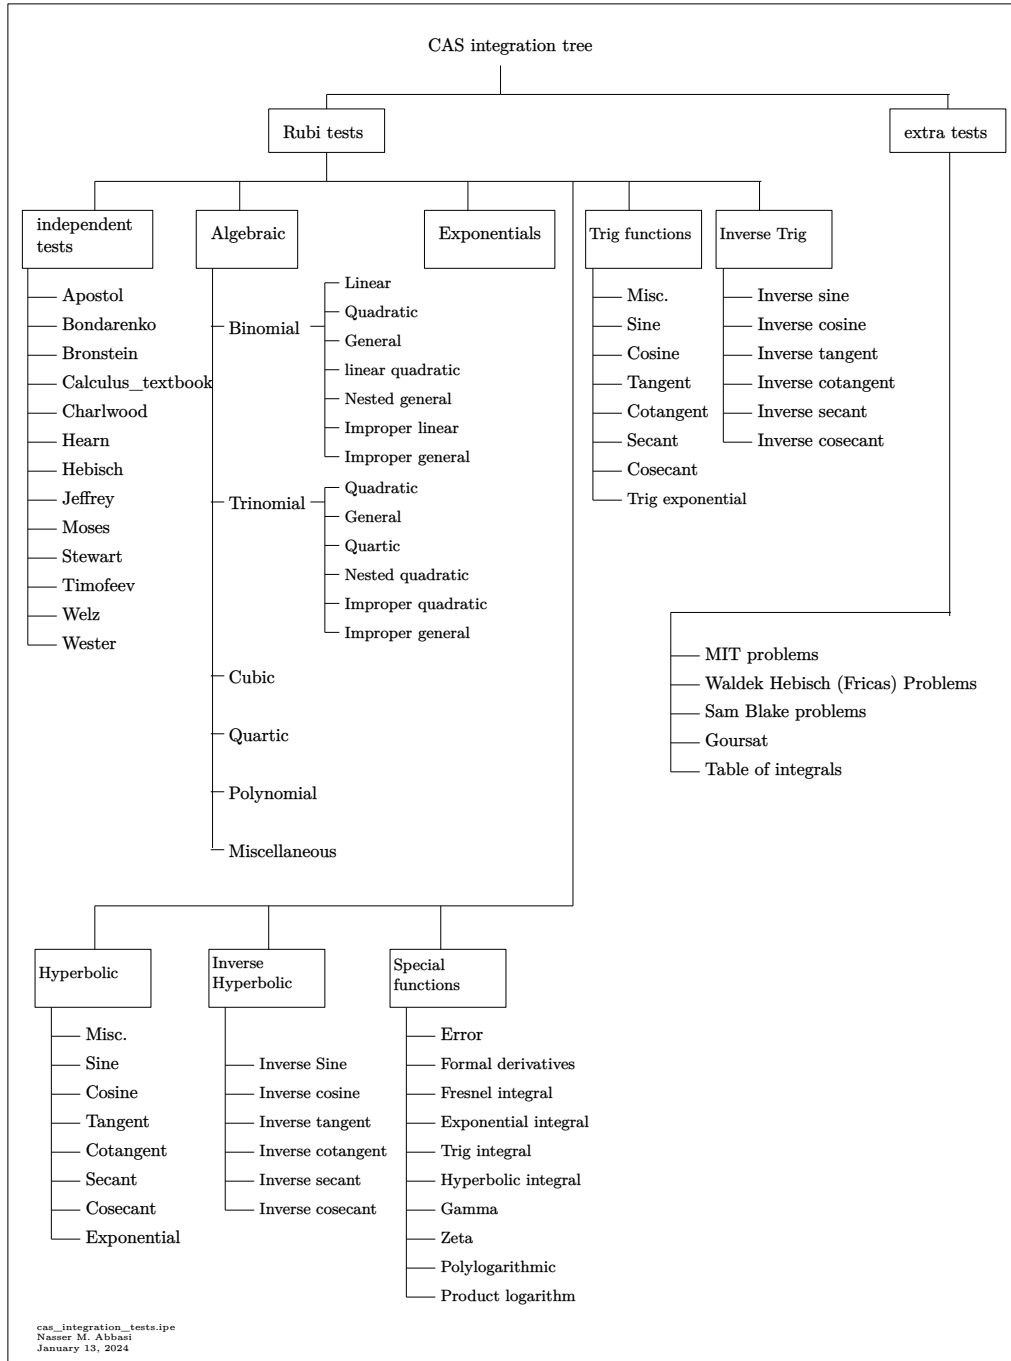 CAS integration tree
Rubi tests
extra tests
independent
tests
Algebraic
Exponentials
Trig functions
Inverse Trig
Apostol
Bondarenko
Bronstein
Calculus_textbook
Charlwood
Hearn
Hebisch
Jeffrey
Moses
Stewart
Timofeev
Welz
Wester
Binomial
Linear
Quadratic
General
linear quadratic
Nested general
Improper linear
Improper general
Trinomial
Quadratic
General
Quartic
Nested quadratic
Improper quadratic
Improper general
Cubic
Quartic
Polynomial
Miscellaneous
Misc.
Sine
Cosine
Tangent
Cotangent
Secant
Cosecant
Trig exponential
Inverse sine
Inverse cosine
Inverse tangent
Inverse cotangent
Inverse secant
Inverse cosecant
MIT problems
Waldek Hebisch (Fricas) Problems
Sam Blake problems
Goursat
Table of integrals
Hyperbolic
Misc.
Sine
Cosine
Tangent
Cotangent
Secant
Cosecant
Exponential
Inverse
Hyperbolic
Inverse Sine
Inverse cosine
Inverse tangent
Inverse cotangent
Inverse secant
Inverse cosecant
Special
functions
Error
Formal derivatives
Fresnel integral
Exponential integral
Trig integral
Hyperbolic integral
Gamma
Zeta
Polylogarithmic
Product logarithm
cas_integration_tests.ipe
Nasser M. Abbasi
January 13, 2024